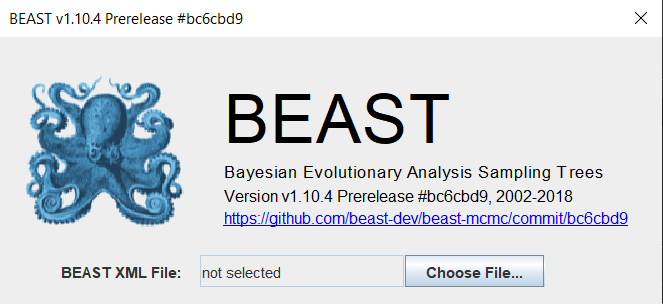 BEAST v1.10.4 Prerelease #bc6cbd9
BEAST
Bayesian Evolutionary Analysis Sampling Trees
Version v1.10.4 Prerelease #bc6cbd9, 2002-2018
https://github.com/beast-dev/beast-mcmc/commit/bc6cbd9
BEAST XML File: not selected Choose File...